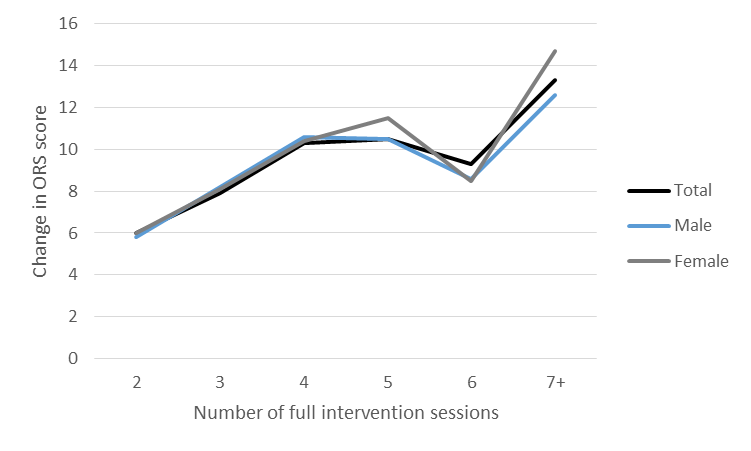 16
14
12
10
8
6
4
2
0
Change in ORS score
2 3 4 5 6 7+
Number of full intervention sessions
Total
Male
Female